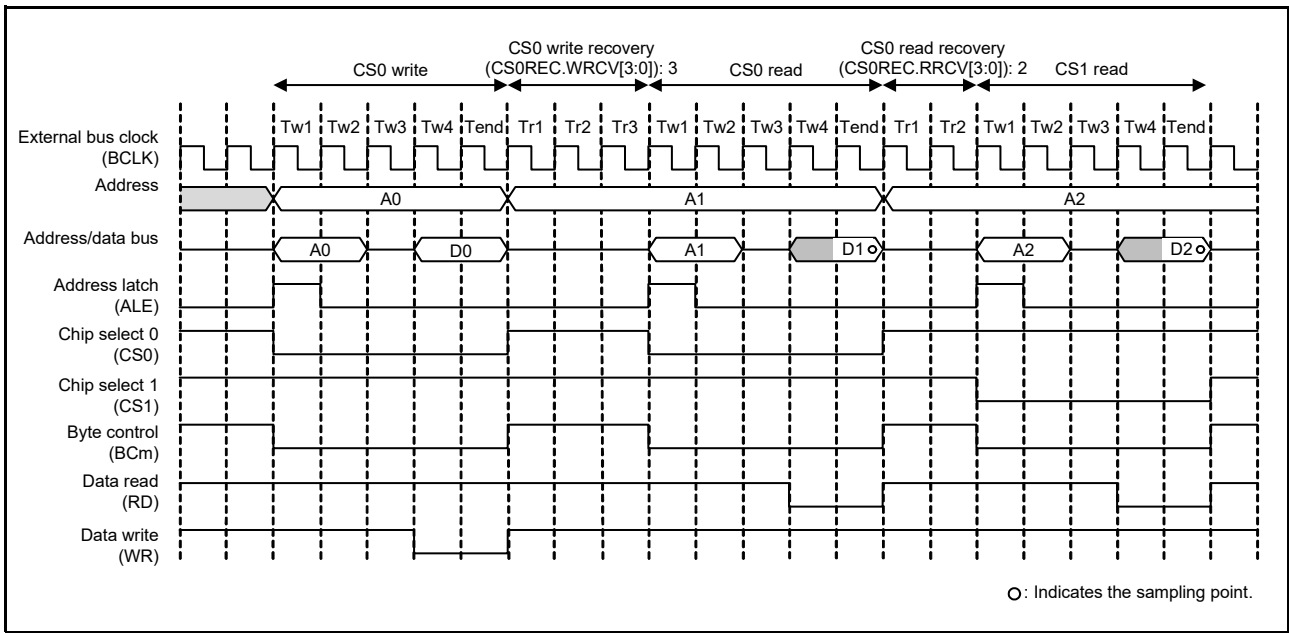 CS0 write
CS0 write recovery
(CS0REC.WRCV[3:0]): 3
CS0 read
CS0 read recovery
(CS0REC.RRCV[3:0]): 2
CS1 read
External bus clock
(BCLK)
Tw1 Tw2 Tw3 Tw4 Tend Tr1 Tr2 Tr3 Tw1 Tw2 Tw3 Tw4 Tend Tr1 Tr2 Tw1 Tw2 Tw3 Tw4 Tend
Address
A0 A1 A2
Address/data bus
A0 D0 A1 D1 A2 D2
Address latch
(ALE)
Chip select 0
(CS0)
Chip select 1
(CS1)
Byte control
(BCm)
Data read
(RD)
Data write
(WR)
: Indicates the sampling point.